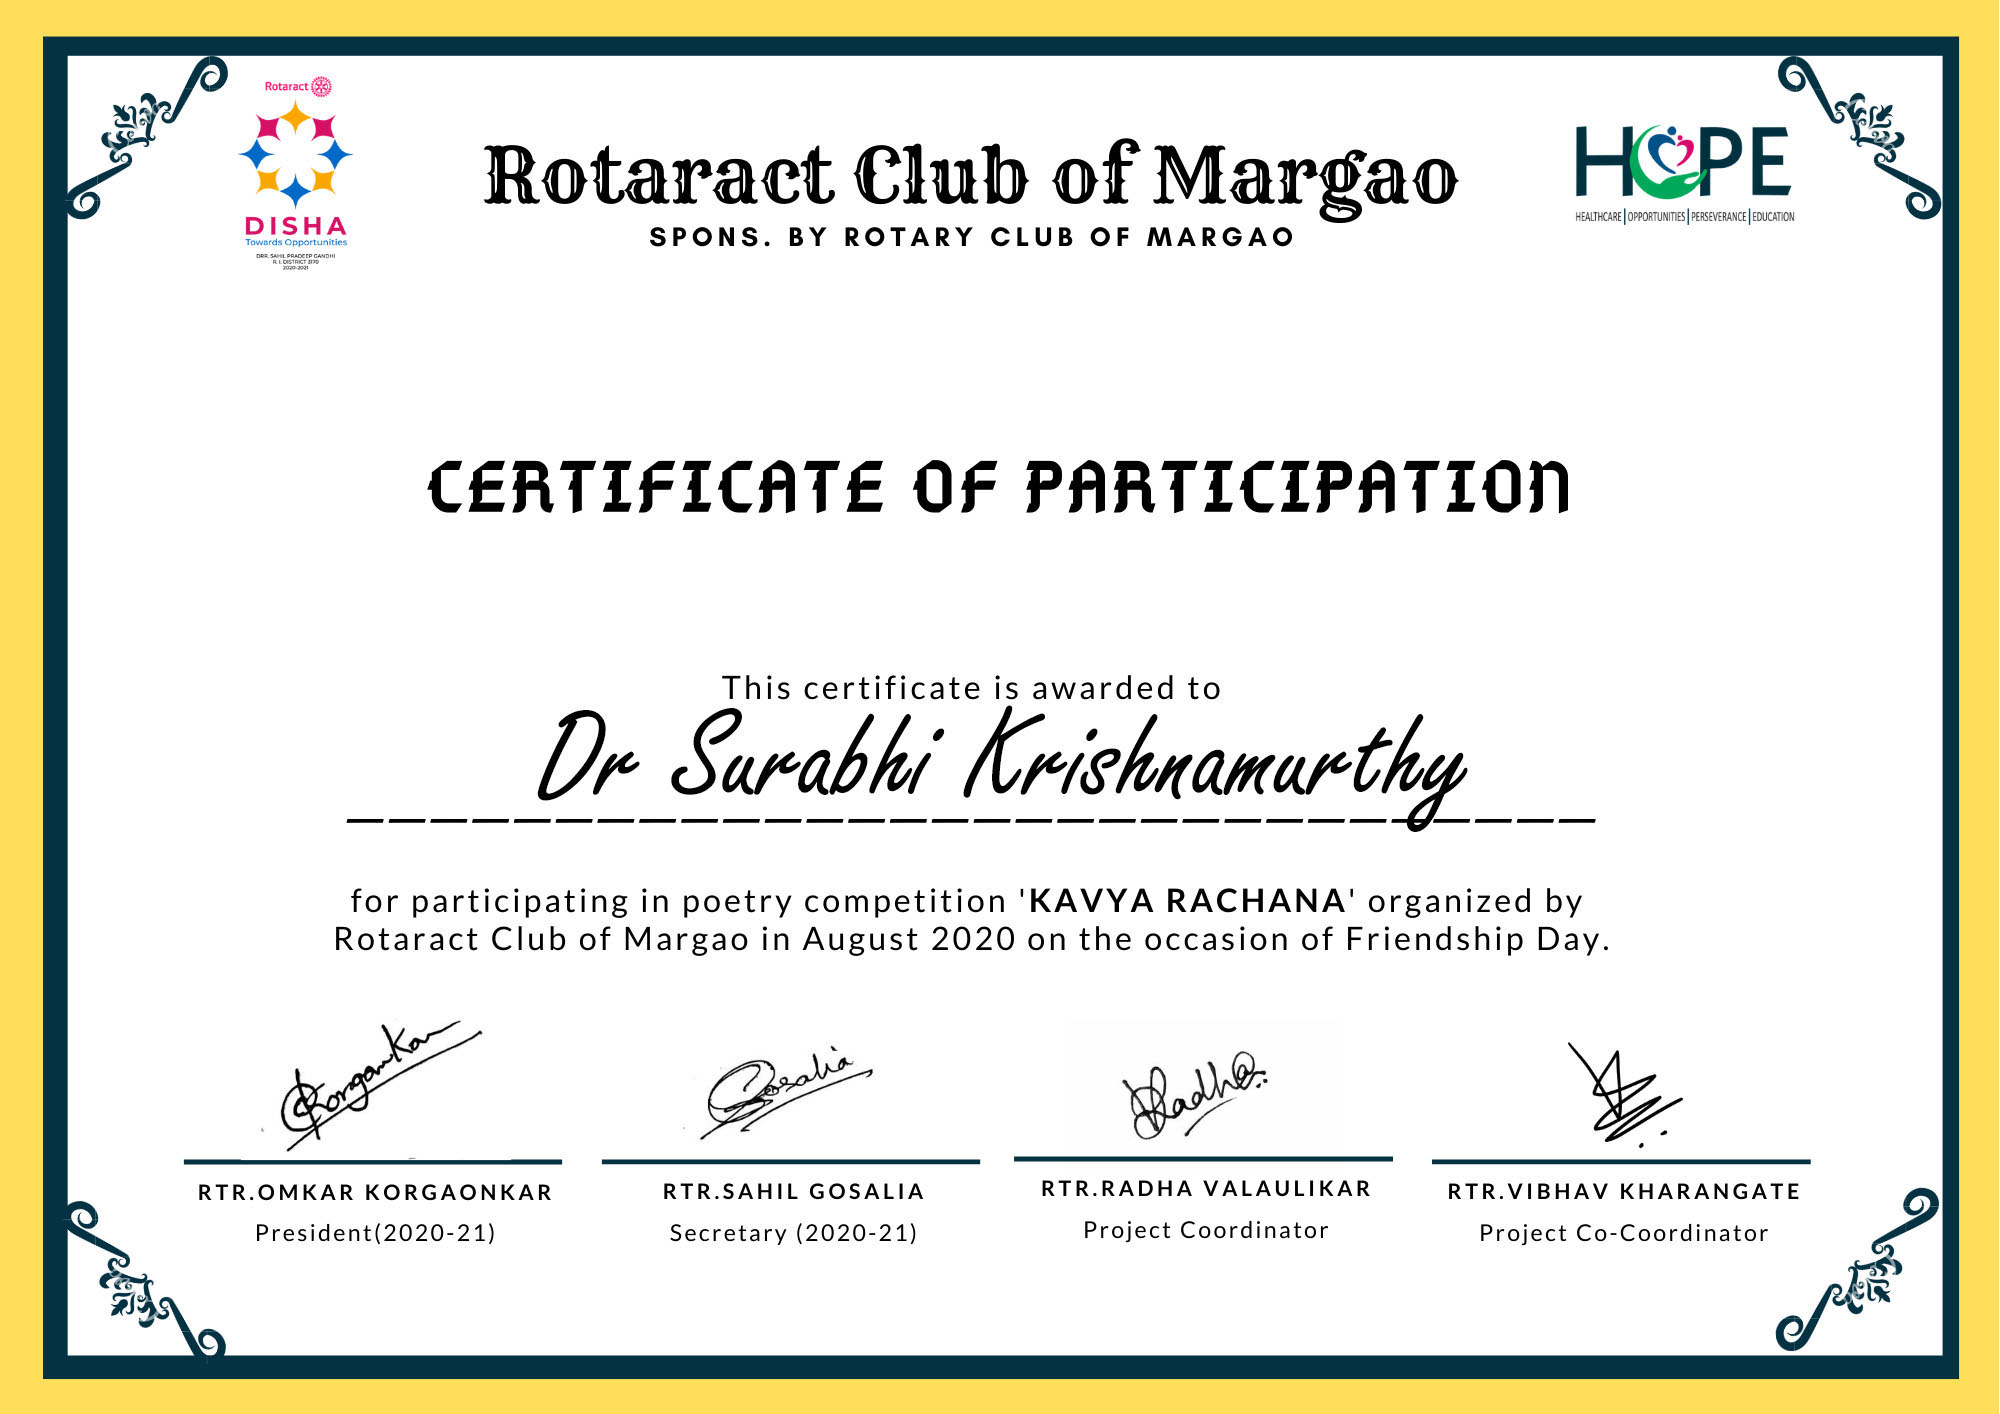 Rotaract
DISHA
Towards Opportunities
DRR. SAHIL PRADEEP GANDHI
R. I. DISTRICT 3170
2020-2021
Rotaract Club of Margao
SPONS. BY ROTARY CLUB OF MARGAO
HOPE
HEALTHCARE | OPPORTUNITIES | PERSEVERANCE | EDUCATION
CERTIFICATE OF PARTICIPATION
This certificate is awarded to
Dr Surabhi Krishnamurthy
for participating in poetry competition 'KAVYA RACHANA' organized by
Rotaract Club of Margao in August 2020 on the occasion of Friendship Day.
Korgaonkar
Gosalia
Radha
RTR.OMKAR KORGAONKAR
President(2020-21)
RTR.SAHIL GOSALIA
Secretary (2020-21)
RTR.RADHA VALAULIKAR
Project Coordinator
RTR.VIBHAV KHARANGATE
Project Co-Coordinator